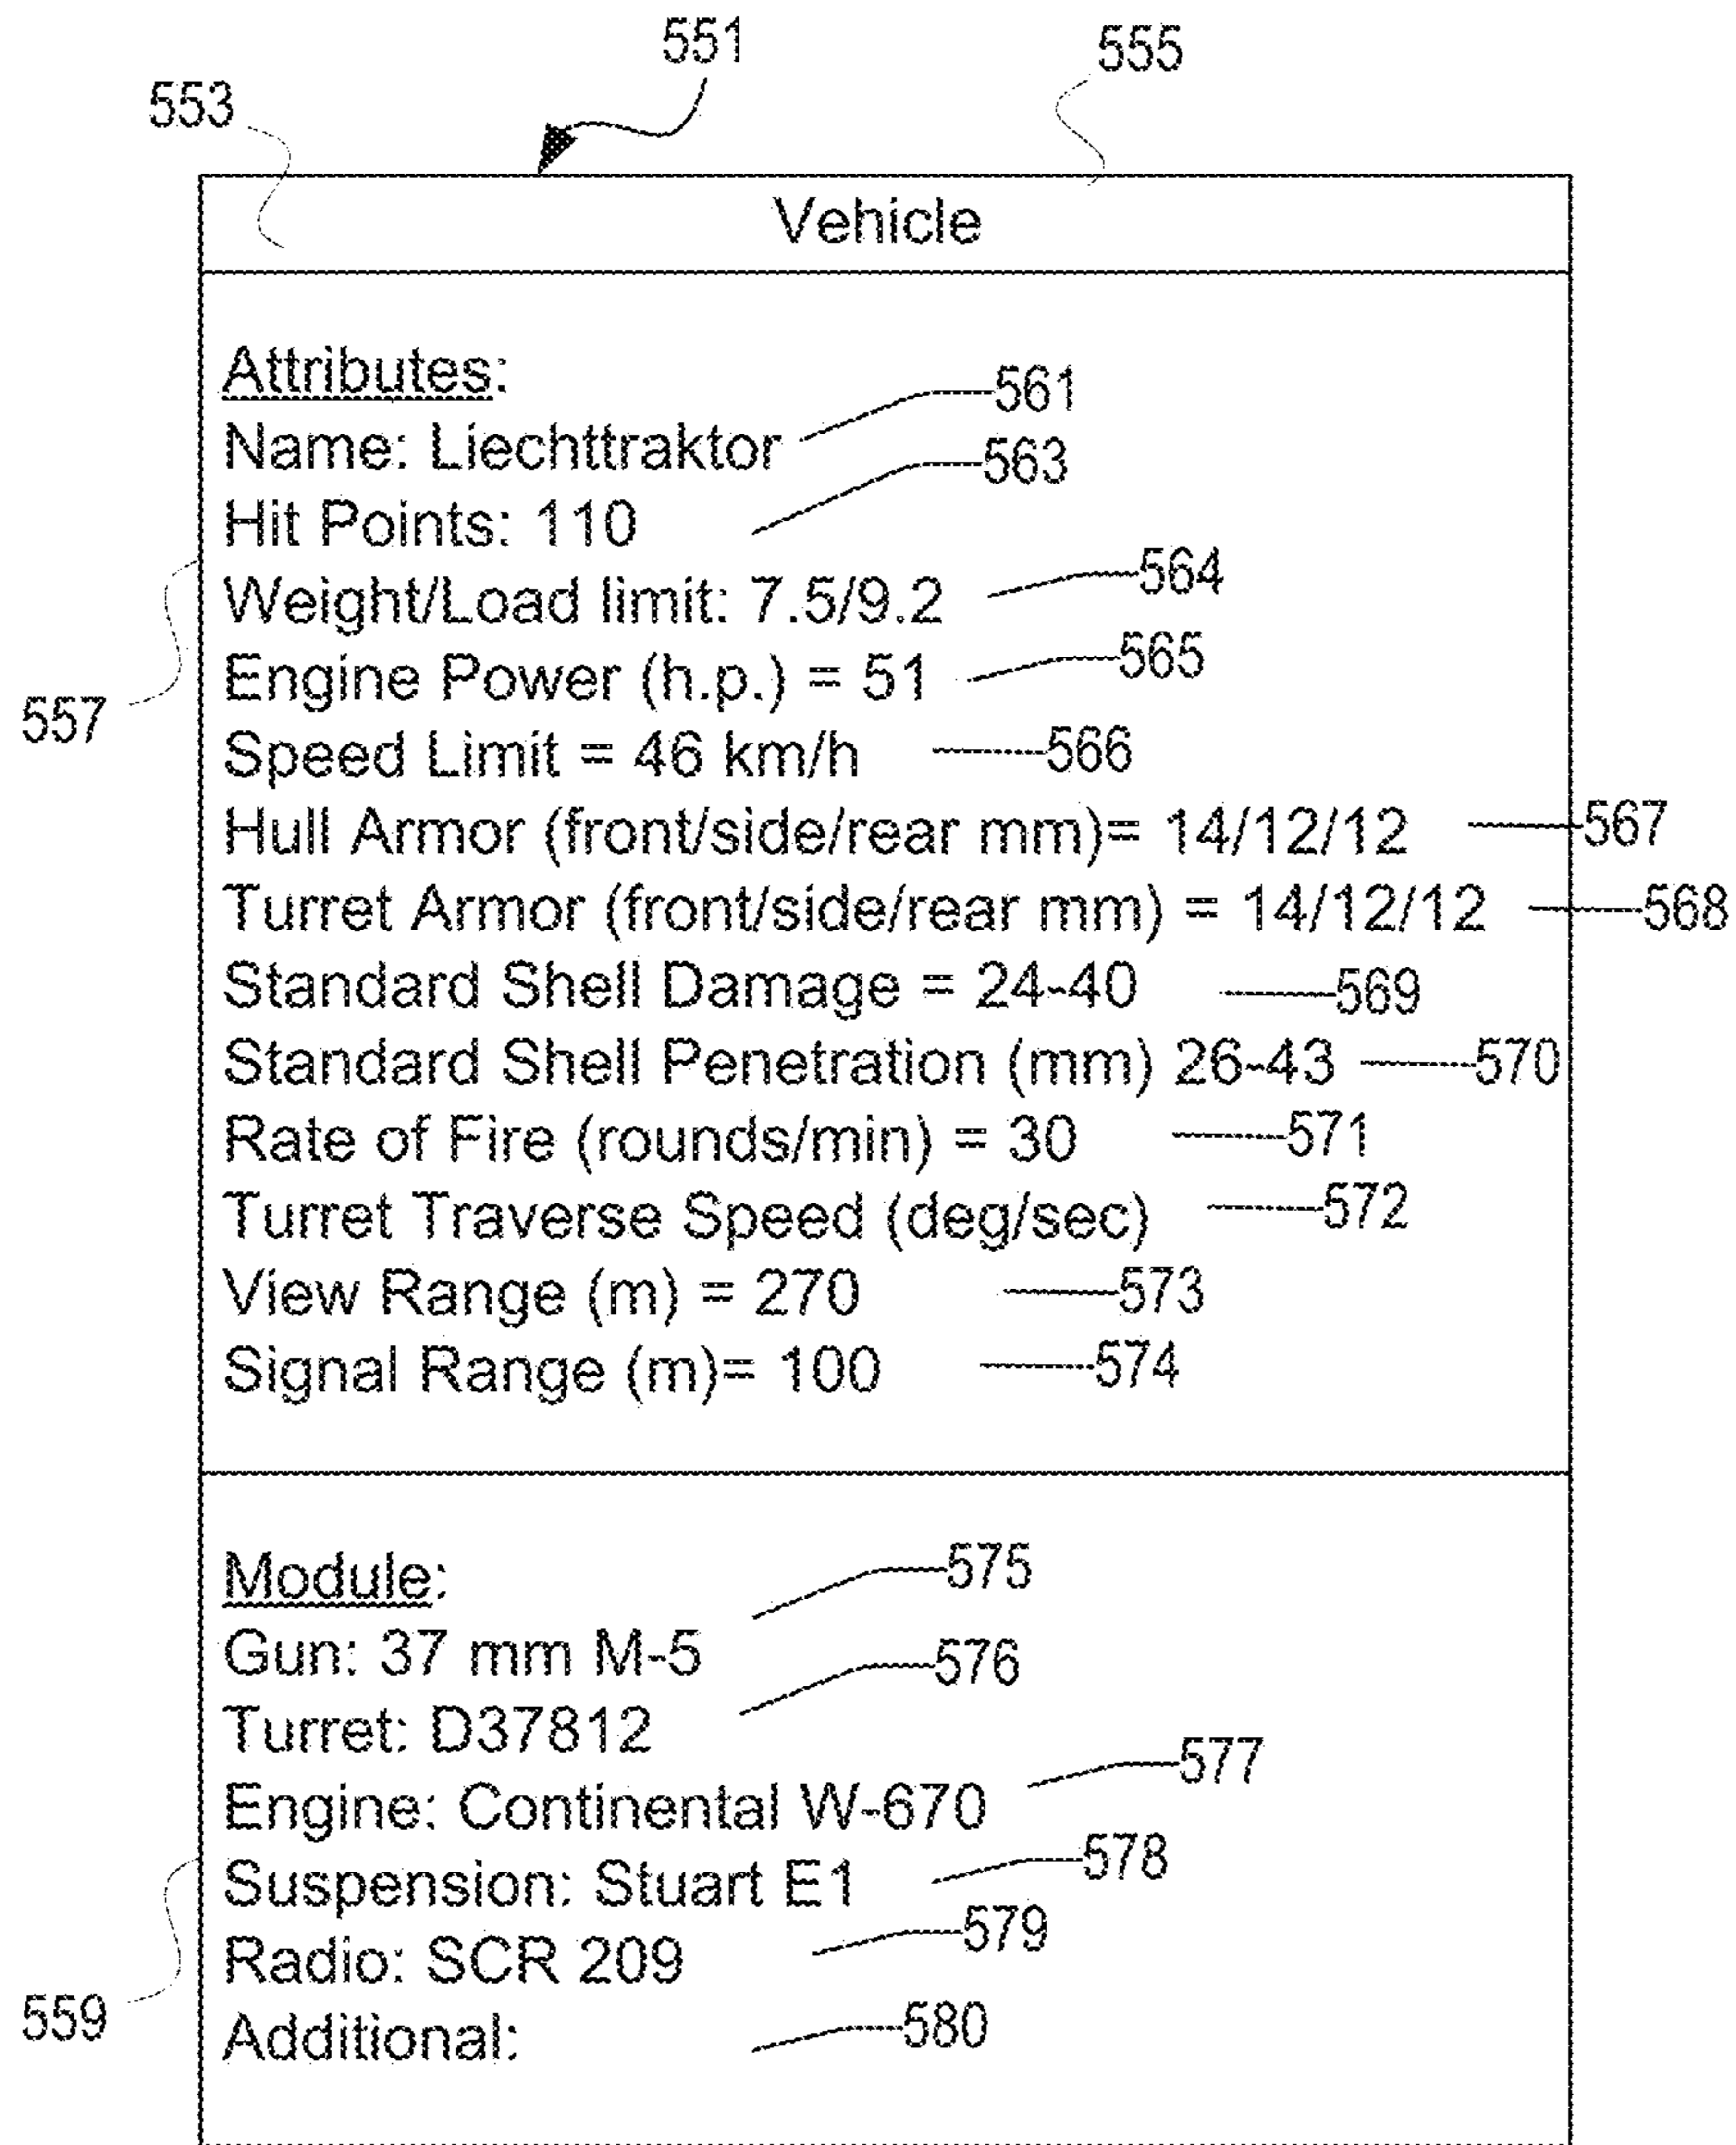 551
555
553
Vehicle
Attributes:
561
Name: Liechttraktor
563
Hit Points: 110
564
Weight/Load limit: 7.5/9.2
565
Engine Power (h.p.) = 51
557
Speed Limit = 46 km/h 566
Hull Armor (front/side/rear mm)= 14/12/12 567
Turret Armor (front/side/rear mm) = 14/12/12 568
Standard Shell Damage = 24-40 569
Standard Shell Penetration (mm) 26-43 570
Rate of Fire (rounds/min) = 30 571
Turret Traverse Speed (deg/sec) 572
View Range (m) = 270 573
Signal Range (m)= 100 574
Module: 575
Gun: 37 mm M-5 576
Turret: D37812
577
Engine: Continental W-670
578
Suspension: Stuart E1
579
Radio: SCR 209
559
Additional: 580